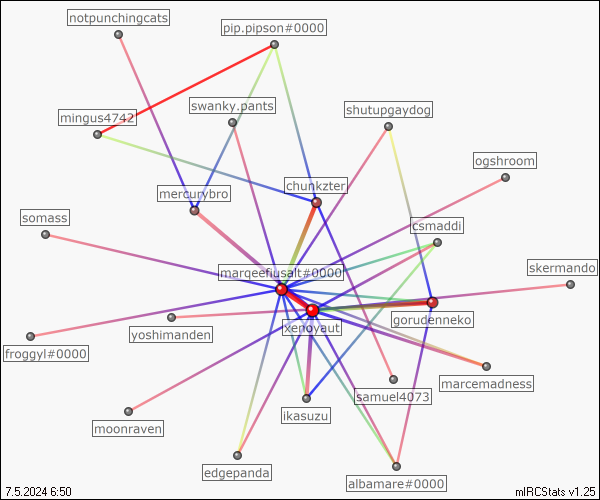 notpunchingcats
pip.pipson#0000
swanky.pants
mingus4742
shutupgaydog
ogshroom
chunkzter
mercurybro
somass
csmaddi
marqeefiusalt#0000
skermando
gorudenneko
xenoyaut
yoshimanden
froggyl#0000
marcemadness
samuel4073
ikasuzu
moonraven
edgepanda
albamare#0000
7.5.2024 6:50
mIRCStats v1.25